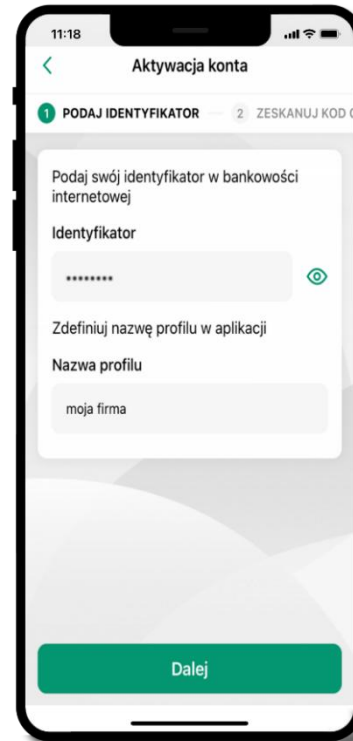 11:18
Aktywacja konta
1 PODAJ IDENTYFIKATOR
2 ZESKANUJ KOD
Podaj swój identyfikator w bankowości
internetowej
Identyfikator
••••••••
Zdefiniuj nazwę profilu w aplikacji
Nazwa profilu
moja firma
Dalej